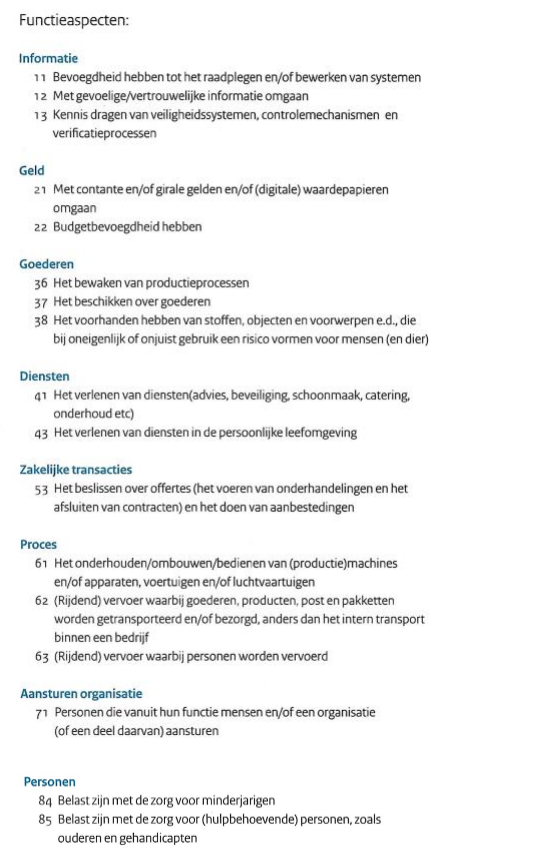 Functieaspecten:
Informatie
11 Bevoegdheid hebben tot het raadplegen en/of bewerken van systemen
12 Met gevoelige/vertrouwelijke informatie omgaan
13 Kennis dragen van veiligheidssystemen, controlemechanismen en
verificatieprocessen
Geld
21 Met contante en/of girale gelden en/of (digitale) waardepapieren
omgaan
22 Budgetbevoegdheid hebben
Goederen
36 Het bewaken van productieprocessen
37 Het beschikken over goederen
38 Het voorhanden hebben van stoffen, objecten en voorwerpen e.d., die
bij oneigenlijk of onjuist gebruik een risico vormen voor mensen (en dier)
Diensten
41 Het verlenen van diensten(advies, beveiliging, schoonmaak, catering,
onderhoud etc)
43 Het verlenen van diensten in de persoonlijke leefomgeving
Zakelijke transacties
53 Het beslissen over offertes (het voeren van onderhandelingen en het
afsluiten van contracten) en het doen van aanbestedingen
Proces
61 Het onderhouden/ombouwen/bedienen van (productie)machines
en/of apparaten, voertuigen en/of luchtvaartuigen
62 (Rijdend) vervoer waarbij goederen, producten, post en pakketten
worden getransporteerd en/of bezorgd, anders dan het intern transport
binnen een bedrijf
63 (Rijdend) vervoer waarbij personen worden vervoerd
Aansturen organisatie
71 Personen die vanuit hun functie mensen en/of een organisatie
(of een deel daarvan) aansturen
Personen
84 Belast zijn met de zorg voor minderjarigen
85 Belast zijn met de zorg voor (hulpbehoevende) personen, zoals
ouderen en gehandicapten